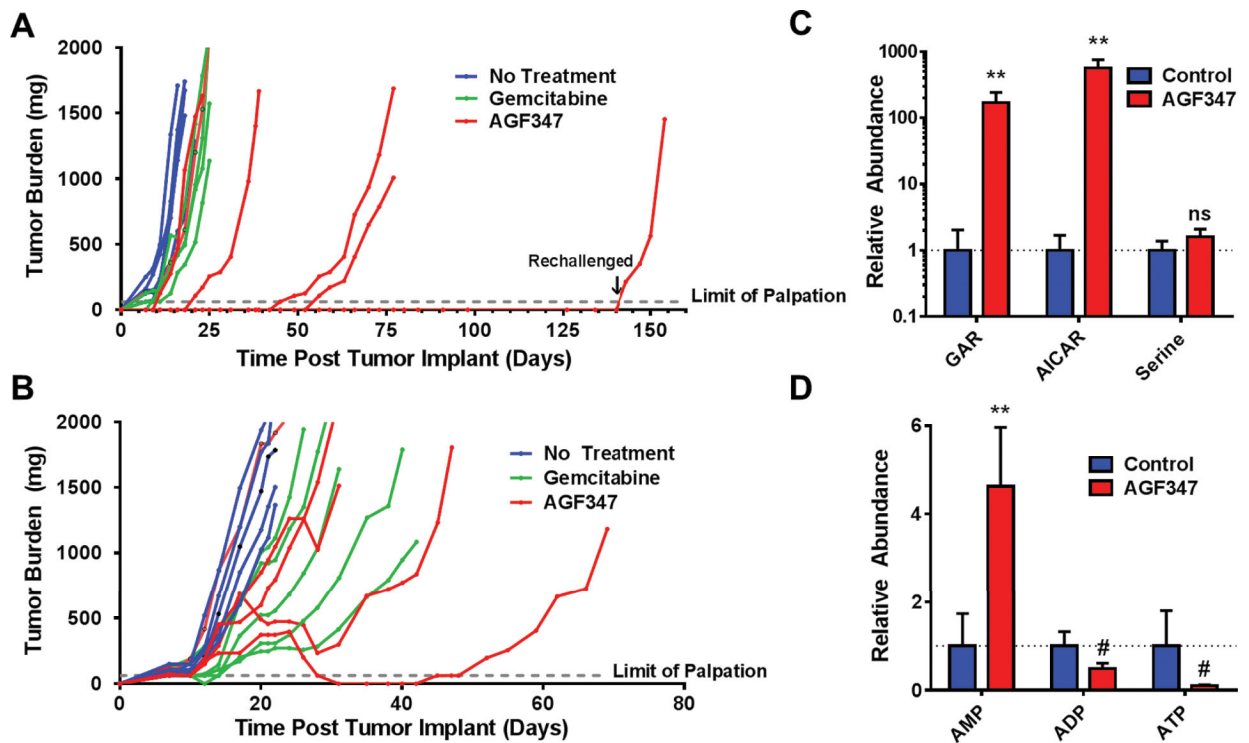 A
2000
1500
1000
500
0
Tumor Burden (mg)
No Treatment
Gemcitabine
AGF347
Rechallenged
Limit of Palpation
0 25 50 75 100 125 150
Time Post Tumor Implant (Days)
B
2000
1500
1000
500
0
Tumor Burden (mg)
No Treatment
Gemcitabine
AGF347
Limit of Palpation
0 20 40 60 80
Time Post Tumor Implant (Days)
C
1000
100
10
1
0.1
Relative Abundance
**
**
ns
Control
AGF347
GAR
AICAR
Serine
D
6
4
2
0
Relative Abundance
**
#
#
Control
AGF347
AMP
ADP
ATP